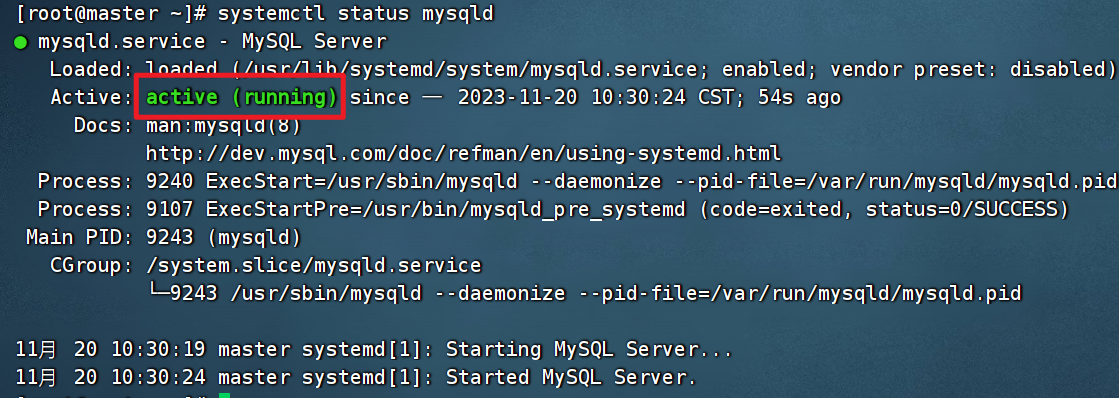 [root@master ~]# systemctl status mysqld
● mysqld.service - MySQL Server
Loaded: loaded (/usr/lib/systemd/system/mysqld.service; enabled; vendor preset: disabled)
Active: active (running) since 一 2023-11-20 10:30:24 CST; 54s ago
Docs: man:mysqld(8)
http://dev.mysql.com/doc/refman/en/using-systemd.html
Process: 9240 ExecStart=/usr/sbin/mysqld --daemonize --pid-file=/var/run/mysqld/mysqld.pid
Process: 9107 ExecStartPre=/usr/bin/mysqld_pre_systemd (code=exited, status=0/SUCCESS)
Main PID: 9243 (mysqld)
CGroup: /system.slice/mysqld.service
└─9243 /usr/sbin/mysqld --daemonize --pid-file=/var/run/mysqld/mysqld.pid
11月 20 10:30:19 master systemd[1]: Starting MySQL Server...
11月 20 10:30:24 master systemd[1]: Started MySQL Server.